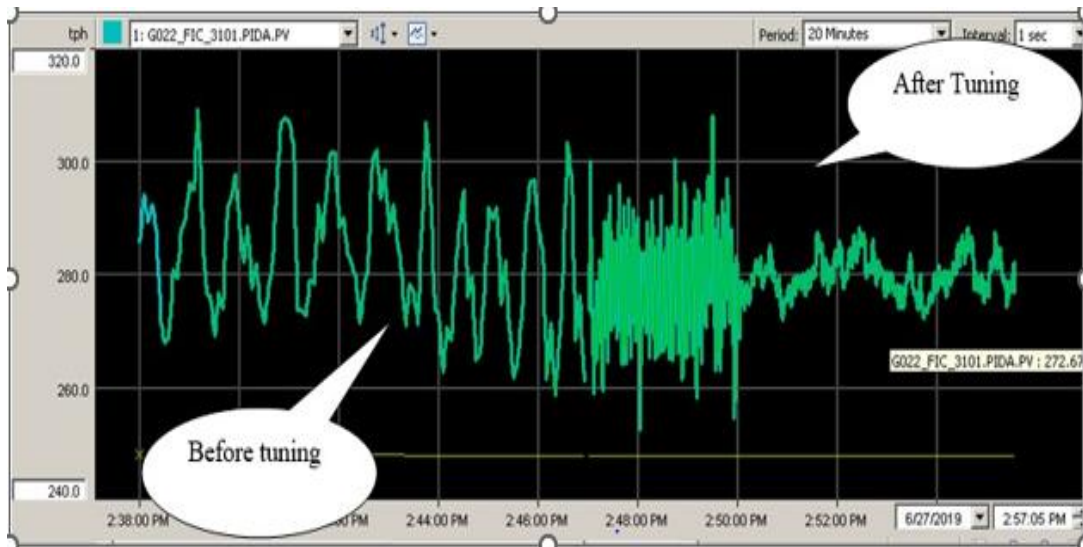 tph 1: G022_FIC_3101.PIDA.PV Period: 20 Minutes Interval: 1 sec
320.0
After Tuning
300.0
280.0
G022_FIC_3101.PIDA.PV : 272.67
260.0
Before tuning
240.0
2:38:00 PM PM 2:44:00 PM 2:46:00 PM 2:48:00 PM 2:50:00 PM 2:52:00 PM 6/27/2019 2:57:05 PM